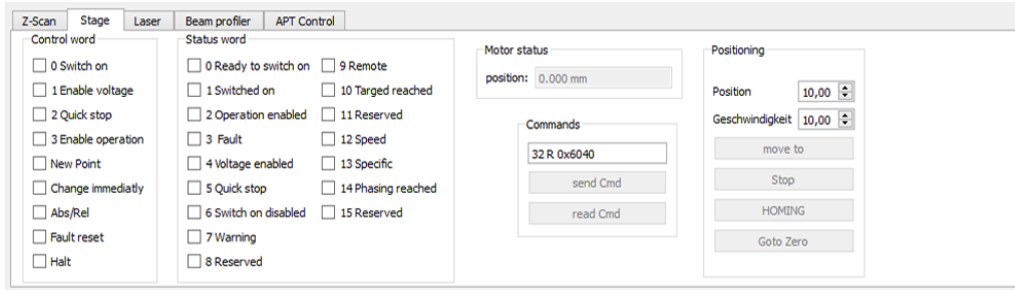 Z-Scan Stage Laser Beam profiler APT Control
Control word
0 Switch on
1 Enable voltage
2 Quick stop
3 Enable operation
New Point
Change immediatly
Abs/Rel
Fault reset
Halt
Status word
0 Ready to switch on
1 Switched on
2 Operation enabled
3 Fault
4 Voltage enabled
5 Quick stop
6 Switch on disabled
7 Warning
8 Reserved
9 Remote
10 Targed reached
11 Reserved
12 Speed
13 Specific
14 Phasing reached
15 Reserved
Motor status
position: 0.000 mm
Commands
32 R 0x6040
send Cmd
read Cmd
Positioning
Position 10,00
Geschwindigkeit 10,00
move to
Stop
HOMING
Goto Zero